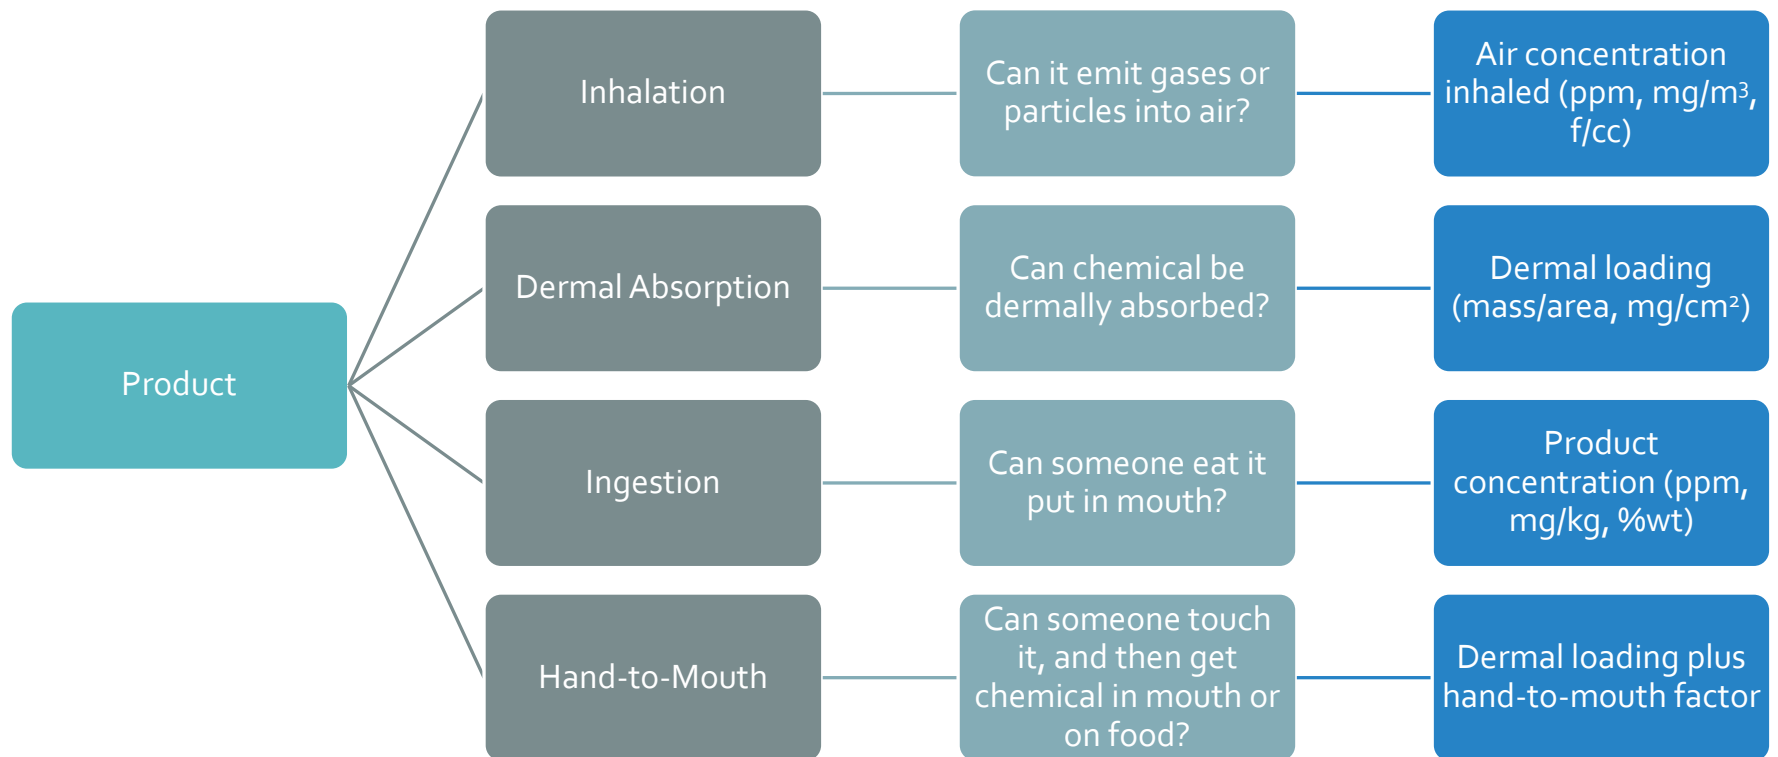 Product
Inhalation
Can it emit gases or
particles into air?
Air concentration
inhaled (ppm, mg/m³,
f/cc)
Dermal Absorption
Can chemical be
dermally absorbed?
Dermal loading
(mass/area, mg/cm²)
Ingestion
Can someone eat it
put in mouth?
Product
concentration (ppm,
mg/kg, %wt)
Hand-to-Mouth
Can someone touch
it, and then get
chemical in mouth or
on food?
Dermal loading plus
hand-to-mouth factor